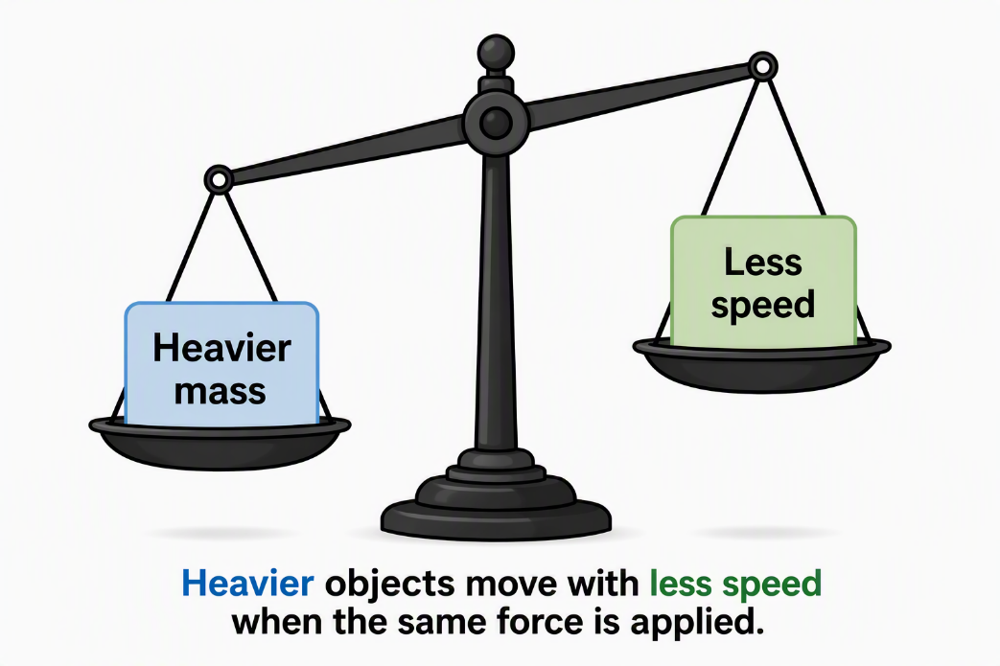 Heavier
mass
Less
speed
Heavier objects move with less speed
when the same force is applied.